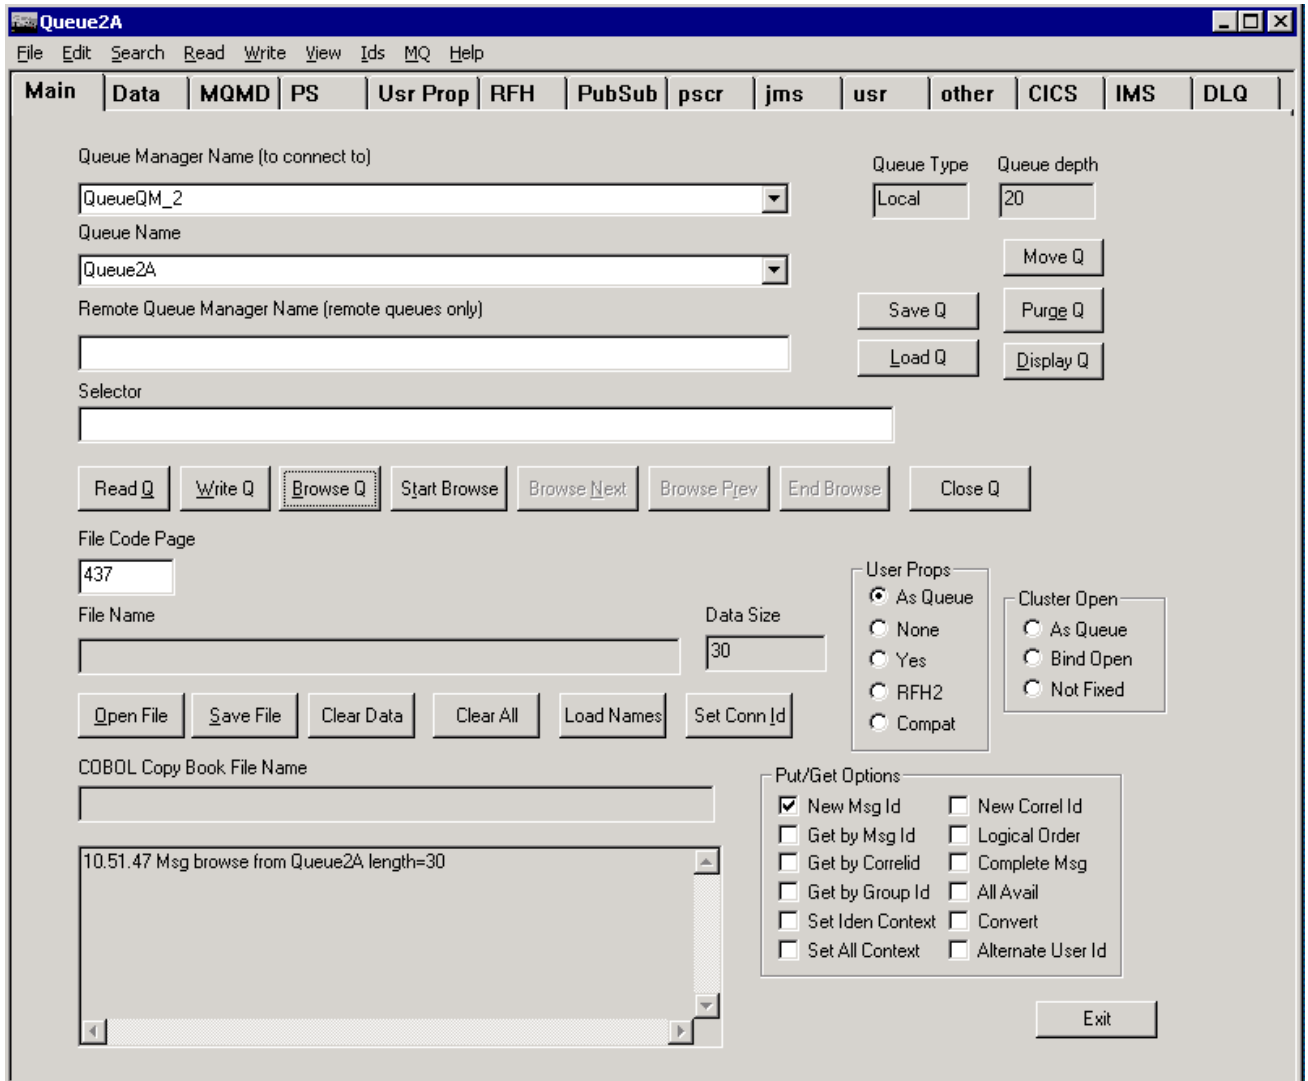 Queue2A
File Edit Search Read Write View Ids MQ Help
Main Data MQMD PS Usr Prop RFH PubSub pscr jms usr other CICS IMS DLQ
Queue Manager Name (to connect to)
Queue Type Queue depth
QueueQM_2
Local 20
Queue Name
Move Q
Queue2A
Remote Queue Manager Name (remote queues only)
Save Q Purge Q
Load Q Display Q
Selector
Read Q Write Q Browse Q Start Browse Browse Next Browse Prev End Browse Close Q
File Code Page
437
File Name
Data Size
30
User Props
As Queue
None
Yes
RFH2
Compat
Cluster Open
As Queue
Bind Open
Not Fixed
Open File Save File Clear Data Clear All Load Names Set Conn Id
COBOL Copy Book File Name
10.51.47 Msg browse from Queue2A length=30
Put/Get Options
New Msg Id New Correl Id
Get by Msg Id Logical Order
Get by Correlid Complete Msg
Get by Group Id All Avail
Set Iden Context Convert
Set All Context Alternate User Id
Exit